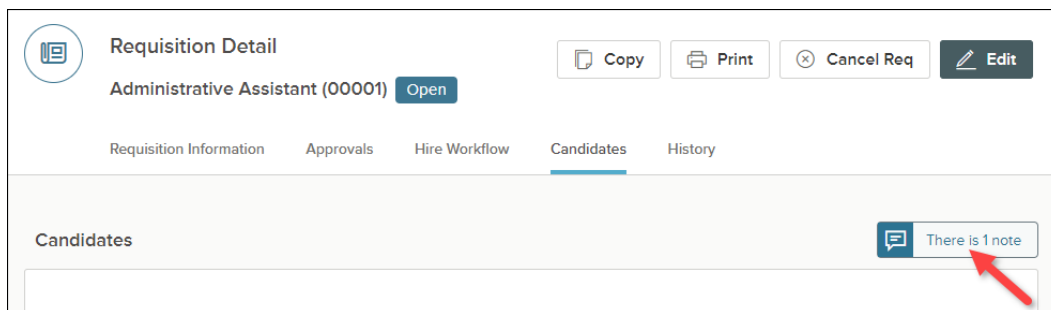 Requisition Detail
Copy Print Cancel Req Edit
Administrative Assistant (00001) Open
Requisition Information Approvals Hire Workflow Candidates History
Candidates
There is 1 note